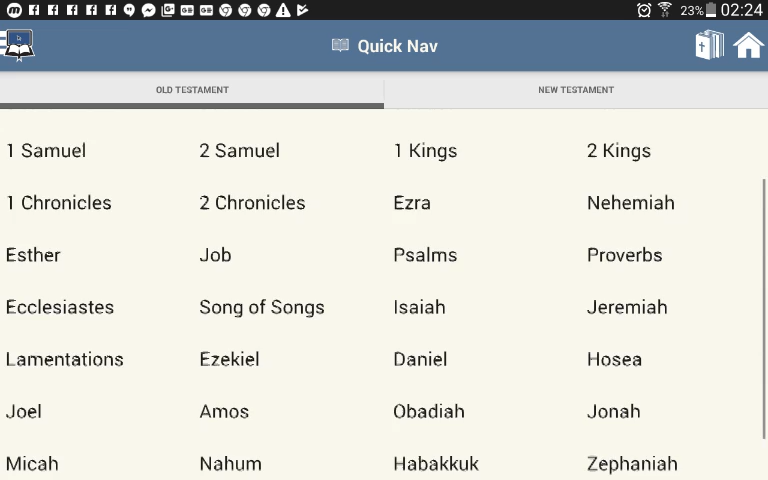 23% 02:24
Quick Nav
OLD TESTAMENT NEW TESTAMENT
1 Samuel 2 Samuel 1 Kings 2 Kings
1 Chronicles 2 Chronicles Ezra Nehemiah
Esther Job Psalms Proverbs
Ecclesiastes Song of Songs Isaiah Jeremiah
Lamentations Ezekiel Daniel Hosea
Joel Amos Obadiah Jonah
Micah Nahum Habakkuk Zephaniah